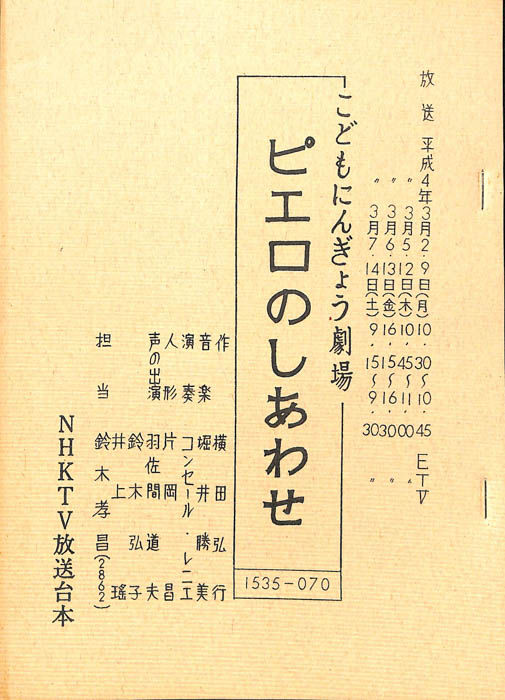 放送 平成4年3月2・9日(月)10・30〜10・45 ETV
〃 3月5・12日(木)10・45〜11・00 〃
〃 3月6・13日(金)16・15〜16・30 〃
〃 3月7・14日(土)9・15〜9・30 〃
こどもにんぎょう劇場
ピエロのしあわせ
1535-070
作 横田弘行
音楽 堀井勝美
演奏 コンセール・レニエ
人形 片岡昌
声の出演 羽佐間道夫
鈴木弘子
井上瑶
担当 鈴木孝昌(2862)
NHKTV放送台本